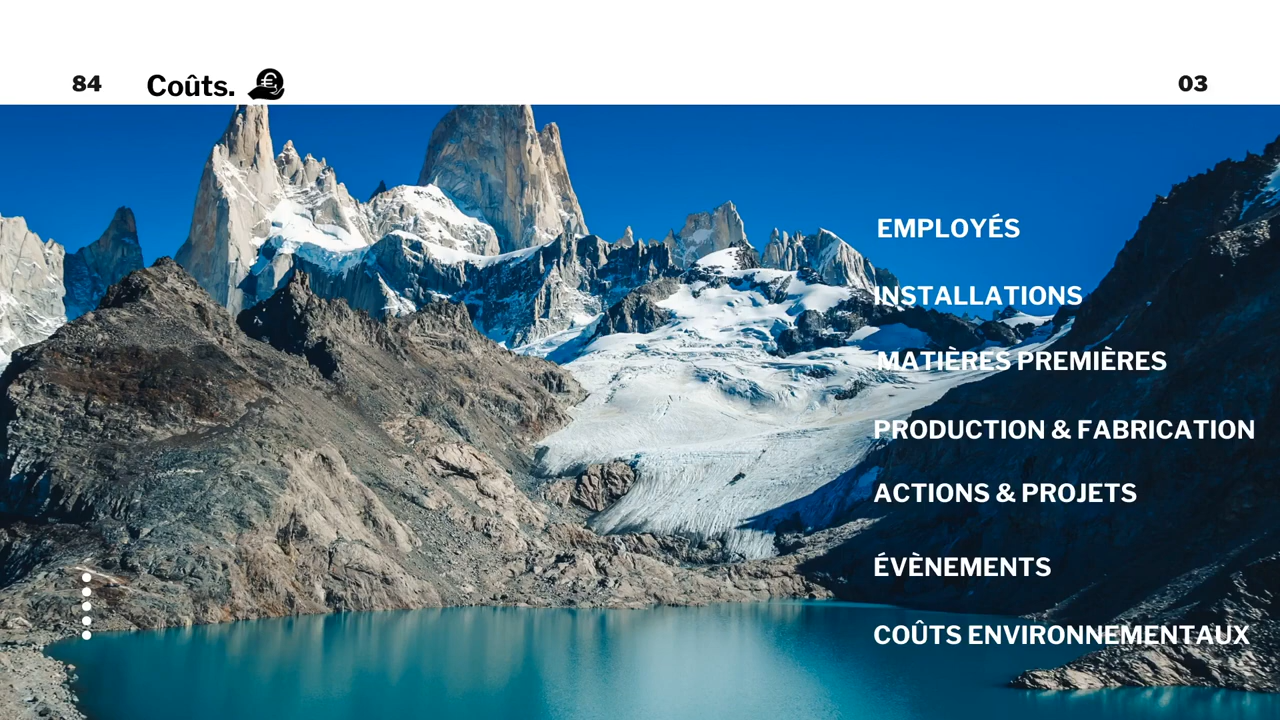 84 Coûts. 03
EMPLOYÉS
INSTALLATIONS
MATIÈRES PREMIÈRES
PRODUCTION & FABRICATION
ACTIONS & PROJETS
ÉVÈNEMENTS
COÛTS ENVIRONNEMENTAUX